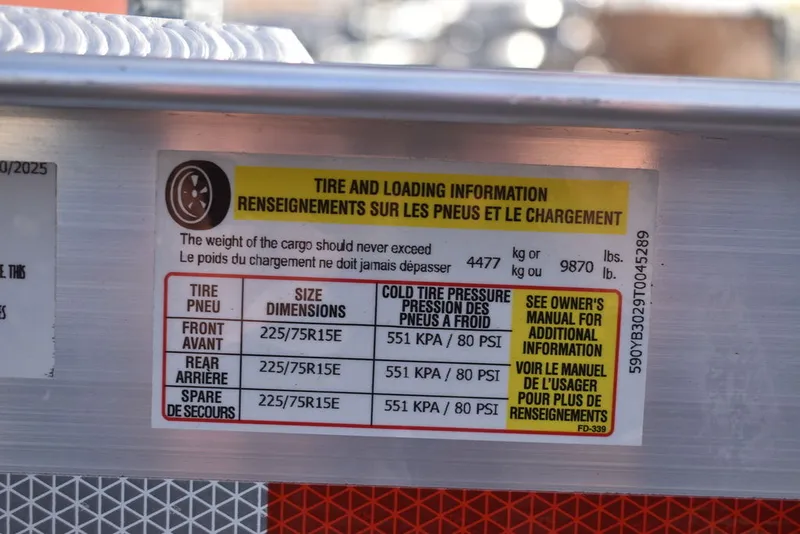 0/2025
E. THIS
ES
TIRE AND LOADING INFORMATION
RENSEIGNEMENTS SUR LES PNEUS ET LE CHARGEMENT
The weight of the cargo should never exceed
Le poids du chargement ne doit jamais dépasser
4477
kg or
kg ou
9870
lbs.
lb.
TIRE
PNEU
SIZE
DIMENSIONS
COLD TIRE PRESSURE
PRESSION DES
PNEUS A FROID
FRONT
AVANT
225/75R15E
551 KPA / 80 PSI
REAR
ARRIÈRE
225/75R15E
551 KPA / 80 PSI
SPARE
DE SECOURS
225/75R15E
551 KPA / 80 PSI
SEE OWNER'S
MANUAL FOR
ADDITIONAL
INFORMATION
VOIR LE MANUEL
DE L'USAGER
POUR PLUS DE
RENSEIGNEMENTS
FD-339
590YB3029T0045289